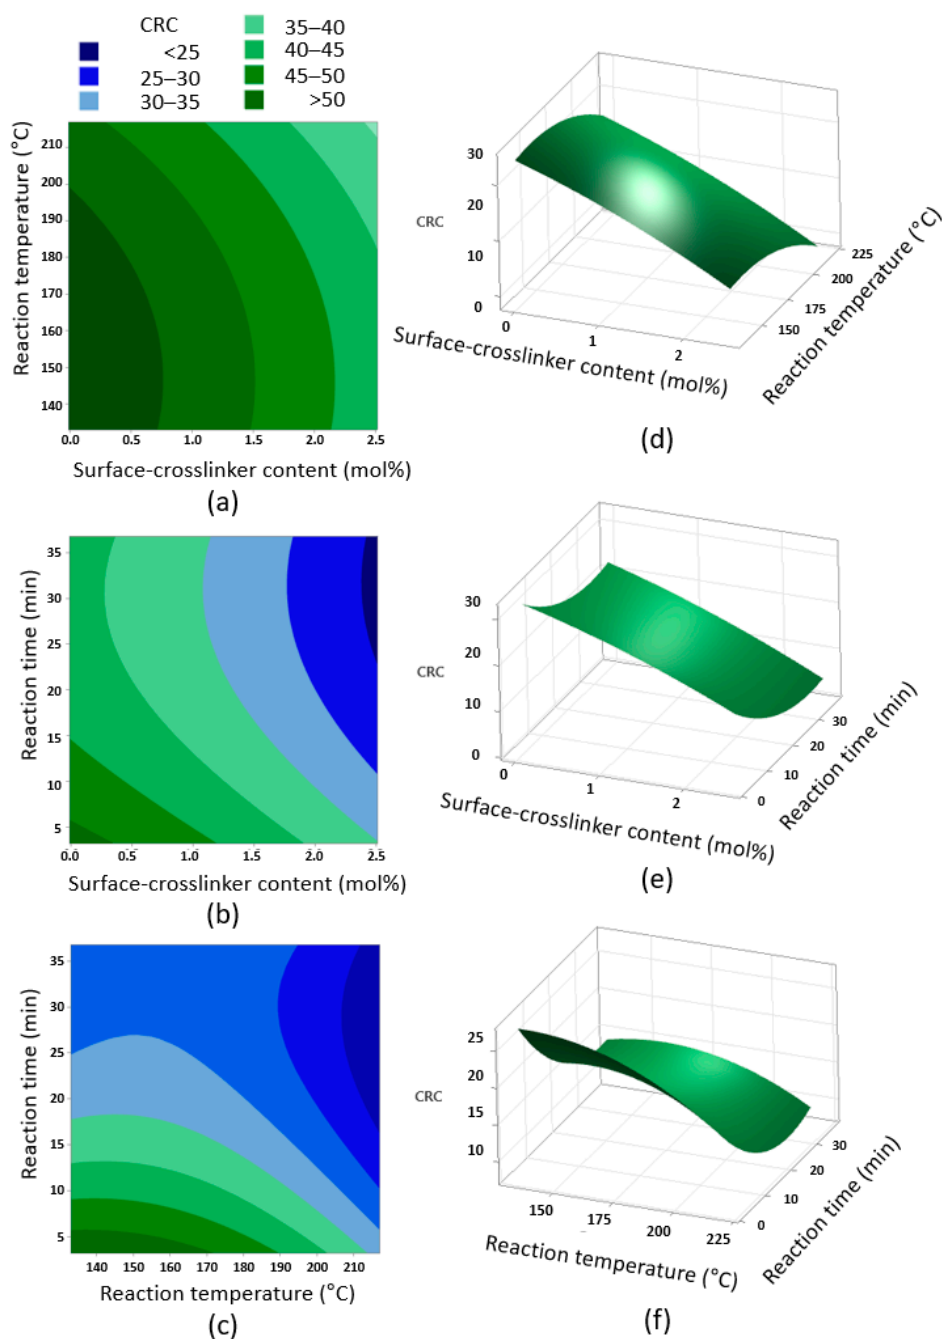 CRC
<25
25–30
30–35
35–40
40–45
45–50
>50
Reaction temperature (°C)
210
200
190
180
170
160
150
140
0.0 0.5 1.0 1.5 2.0 2.5
Surface-crosslinker content (mol%)
(a)
30
20
10
0
CRC
0 1 2
Surface-crosslinker content (mol%)
225
200
175
150
Reaction temperature (°C)
(d)
Reaction time (min)
35
30
25
20
15
10
5
0.0 0.5 1.0 1.5 2.0 2.5
Surface-crosslinker content (mol%)
(b)
30
20
10
0
CRC
0 1 2
Surface-crosslinker content (mol%)
30
20
10
0
Reaction time (min)
(e)
Reaction time (min)
35
30
25
20
15
10
5
140 150 160 170 180 190 200 210
Reaction temperature (°C)
(c)
25
20
15
10
CRC
150 175 200 225
Reaction temperature (°C)
30
20
10
0
Reaction time (min)
(f)